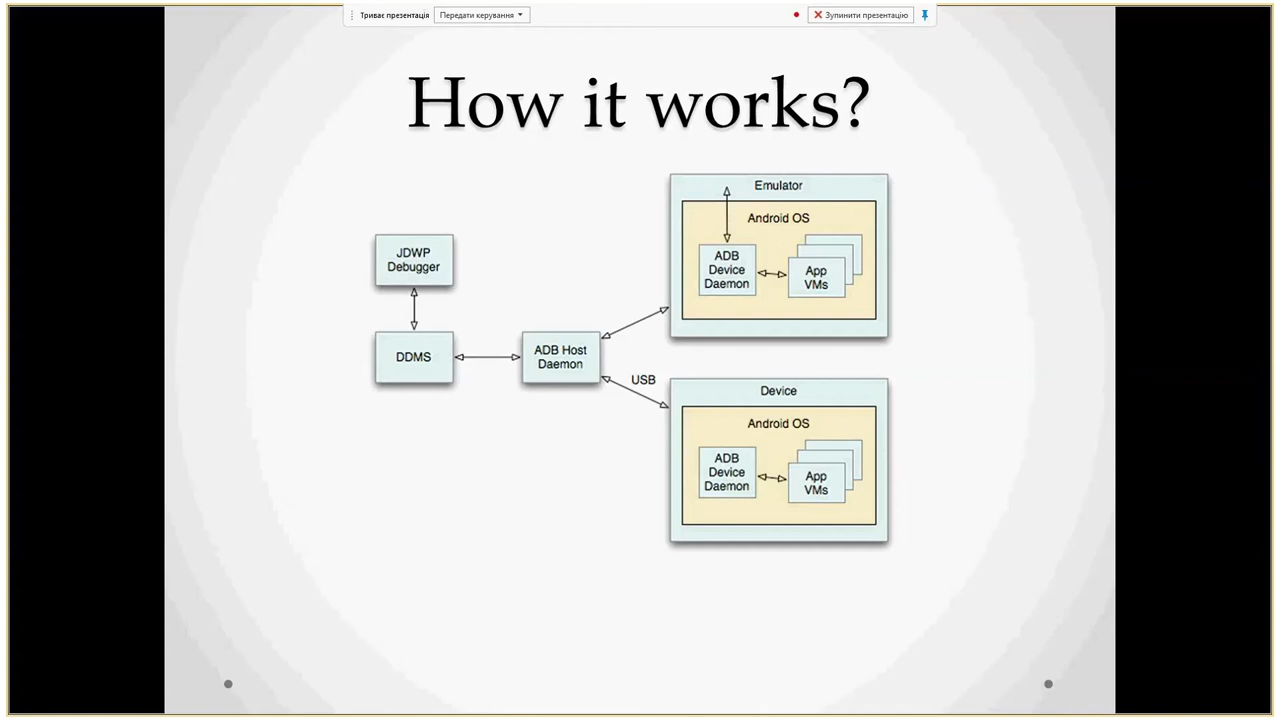 Триває презентація
Передати керування
Зупинити презентацію
How it works?
JDWP
Debugger
DDMS
ADB Host
Daemon
USB
Emulator
Android OS
ADB
Device
Daemon
App
VMs
Device
Android OS
ADB
Device
Daemon
App
VMs